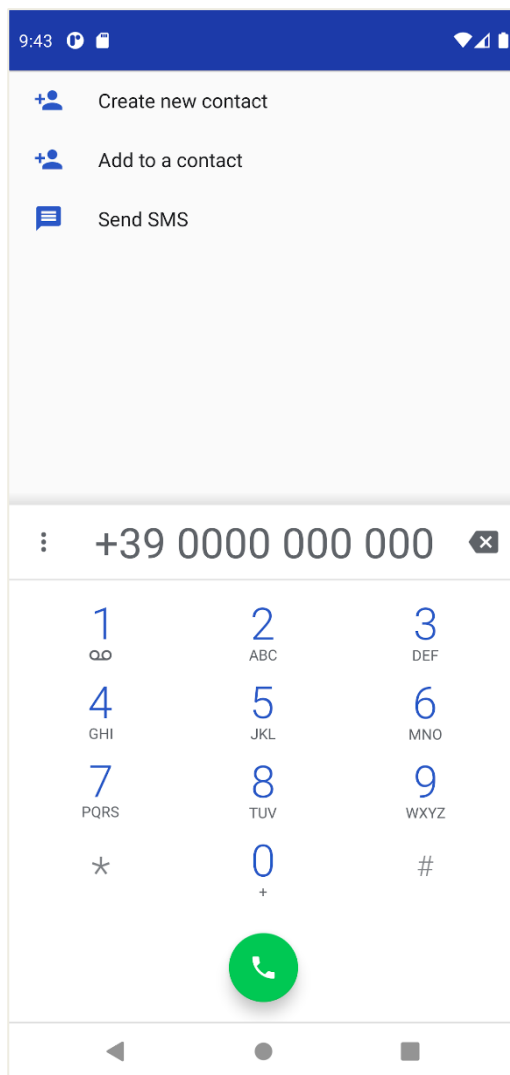 9:43
Create new contact
Add to a contact
Send SMS
+39 0000 000 000
1 2 3
ABC DEF
4 5 6
GHI JKL MNO
7 8 9
PQRS TUV WXYZ
* 0 #
+